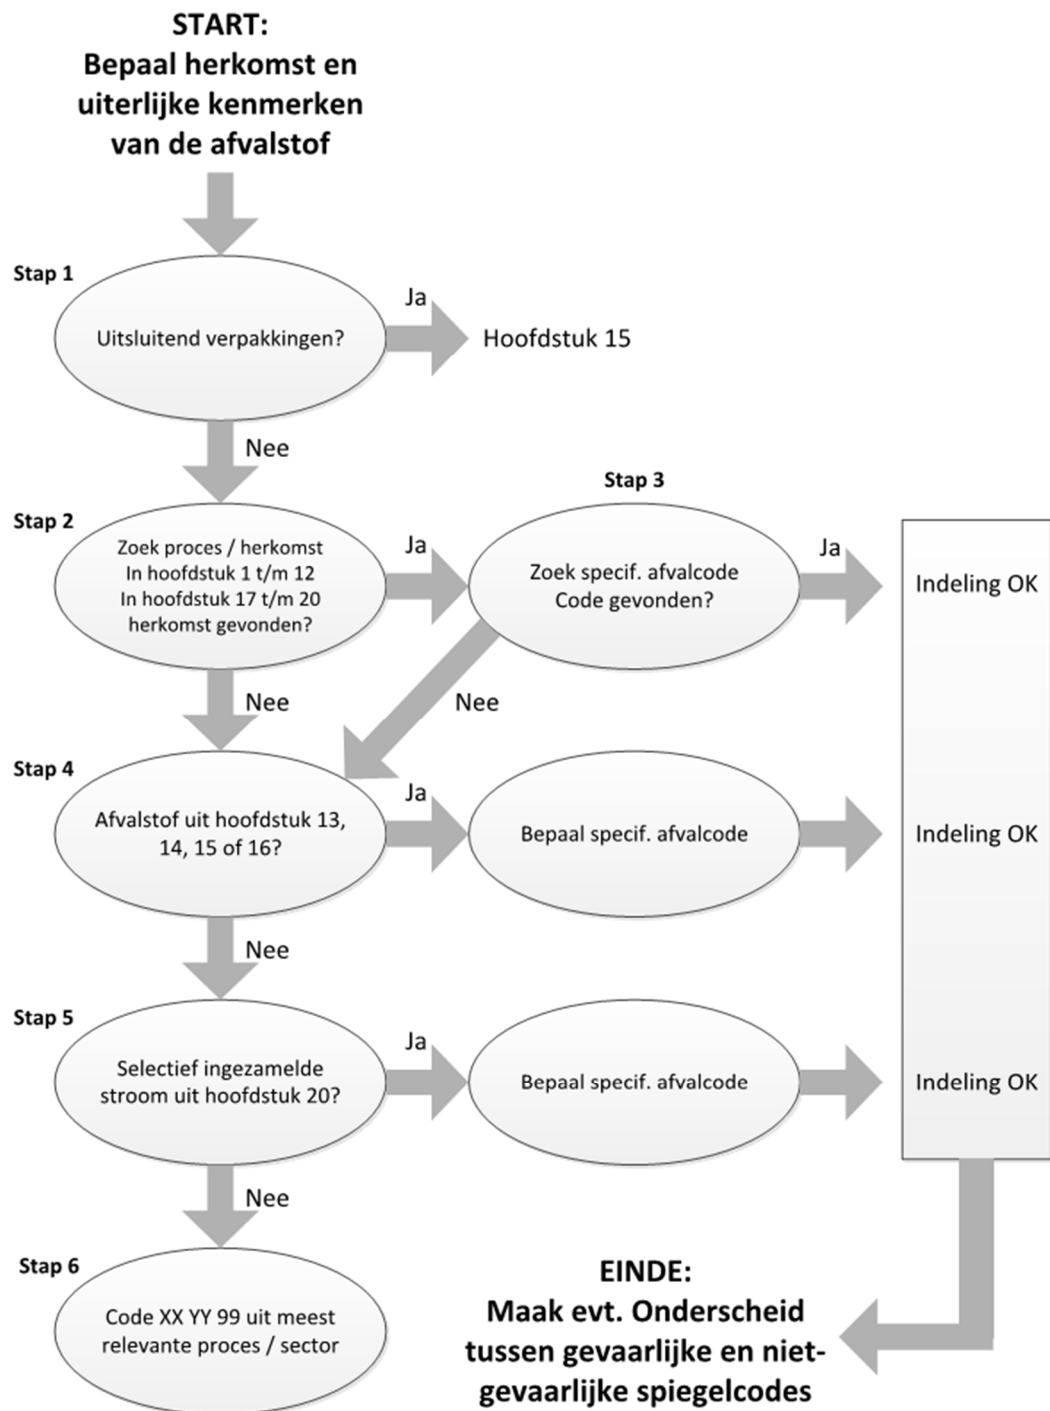 START:
Bepaal herkomst en
uiterlijke kenmerken
van de afvalstof
Stap 1
Uitsluitend verpakkingen?
Ja
Hoofdstuk 15
Nee
Stap 2
Zoek proces / herkomst
In hoofdstuk 1 t/m 12
In hoofdstuk 17 t/m 20
herkomst gevonden?
Ja
Stap 3
Zoek specif. afvalcode
Code gevonden?
Ja
Indeling OK
Nee
Nee
Stap 4
Afvalstof uit hoofdstuk 13,
14, 15 of 16?
Ja
Bepaal specif. afvalcode
Indeling OK
Nee
Stap 5
Selectief ingezamelde
stroom uit hoofdstuk 20?
Ja
Bepaal specif. afvalcode
Indeling OK
Nee
Stap 6
Code XX YY 99 uit meest
relevante proces / sector
EINDE:
Maak evt. Onderscheid
tussen gevaarlijke en niet-
gevaarlijke spiegelcodes